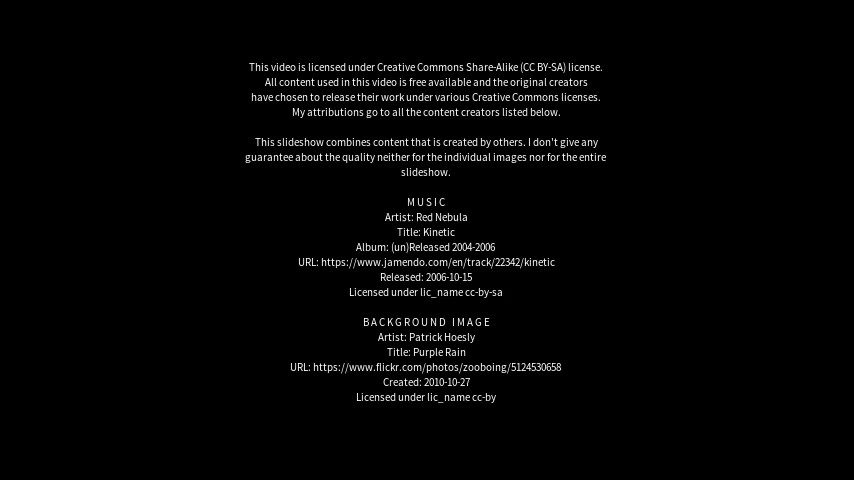 This video is licensed under Creative Commons Share-Alike (CC BY-SA) license.
All content used in this video is free available and the original creators
have chosen to release their work under various Creative Commons licenses.
My attributions go to all the content creators listed below.
This slideshow combines content that is created by others. I don't give any
guarantee about the quality neither for the individual images nor for the entire
slideshow.
MUSIC
Artist: Red Nebula
Title: Kinetic
Album: (un)Released 2004-2006
URL: https://www.jamendo.com/en/track/22342/kinetic
Released: 2006-10-15
Licensed under lic_name cc-by-sa
BACKGROUND IMAGE
Artist: Patrick Hoesly
Title: Purple Rain
URL: https://www.flickr.com/photos/zooboing/5124530658
Created: 2010-10-27
Licensed under lic_name cc-by